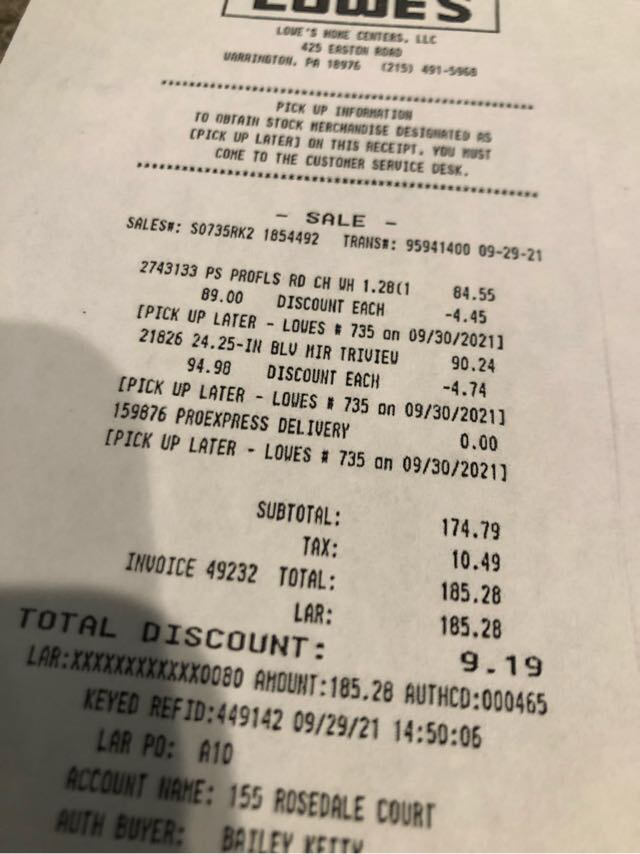 LOWE'S
LOWE'S HOME CENTERS, LLC
425 EASTON ROAD
WARRINGTON, PA 18976 (215) 491-5968
PICK UP INFORMATION
TO OBTAIN STOCK MERCHANDISE DESIGNATED AS
[PICK UP LATER] ON THIS RECEIPT, YOU MUST
COME TO THE CUSTOMER SERVICE DESK.
- SALE -
SALES#: S0735RK2 1854492 TRANS#: 95941400 09-29-21
2743133 PS PROFLS RD CH WH 1.28(1 84.55
89.00 DISCOUNT EACH -4.45
[PICK UP LATER - LOWES # 735 on 09/30/2021]
21826 24.25-IN BLV MIR TRIVIEW 90.24
94.98 DISCOUNT EACH -4.74
[PICK UP LATER - LOWES # 735 on 09/30/2021]
159876 PROEXPRESS DELIVERY 0.00
[PICK UP LATER - LOWES # 735 on 09/30/2021]
SUBTOTAL: 174.79
TAX: 10.49
INVOICE 49232 TOTAL: 185.28
LAR: 185.28
TOTAL DISCOUNT: 9.19
LAR:XXXXXXXXXXXX0080 AMOUNT:185.28 AUTHCD:000465
KEYED REFID:449142 09/29/21 14:50:06
LAR PO: A10
ACCOUNT NAME: 155 ROSEDALE COURT
AUTH BUYER: BAILEY KETTY